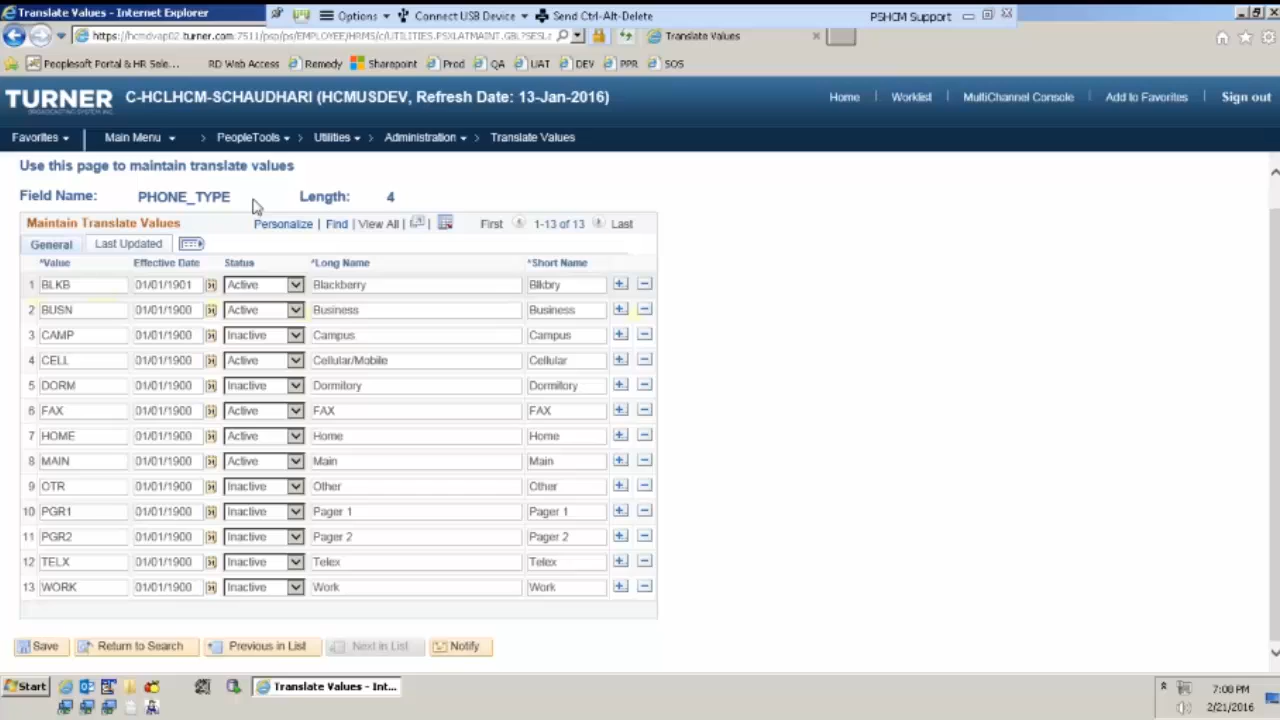 Translate Values - Internet Explorer
Options
Connect USB Device
Send Ctrl-Alt-Delete
PSHCM Support
Translate Values
Peoplesoft Portal & HR Sele...
RD Web Access
Remedy
Sharepoint
Prod
QA
UAT
DEV
PPR
SOS
TURNER
BROADCASTING SYSTEM, INC.
C-HCLHCM-SCHAUDHARI (HCMUSDEV, Refresh Date: 13-Jan-2016)
Home
Worklist
MultiChannel Console
Add to Favorites
Sign out
Favorites
Main Menu > PeopleTools > Utilities > Administration > Translate Values
Use this page to maintain translate values
Field Name: PHONE_TYPE Length: 4
Maintain Translate Values Personalize | Find | View All | First 1-13 of 13 Last
General Last Updated
*Value Effective Date Status *Long Name *Short Name
1 BLKB 01/01/1901 Active Blackberry Blkbry
2 BUSN 01/01/1900 Active Business Business
3 CAMP 01/01/1900 Inactive Campus Campus
4 CELL 01/01/1900 Active Cellular/Mobile Cellular
5 DORM 01/01/1900 Inactive Dormitory Dormitory
6 FAX 01/01/1900 Active FAX FAX
7 HOME 01/01/1900 Active Home Home
8 MAIN 01/01/1900 Active Main Main
9 OTR 01/01/1900 Inactive Other Other
10 PGR1 01/01/1900 Inactive Pager 1 Pager 1
11 PGR2 01/01/1900 Inactive Pager 2 Pager 2
12 TELX 01/01/1900 Inactive Telex Telex
13 WORK 01/01/1900 Inactive Work Work
Save
Return to Search
Previous in List
Next in List
Notify
Start
Translate Values - Int...
7:08 PM
2/21/2016